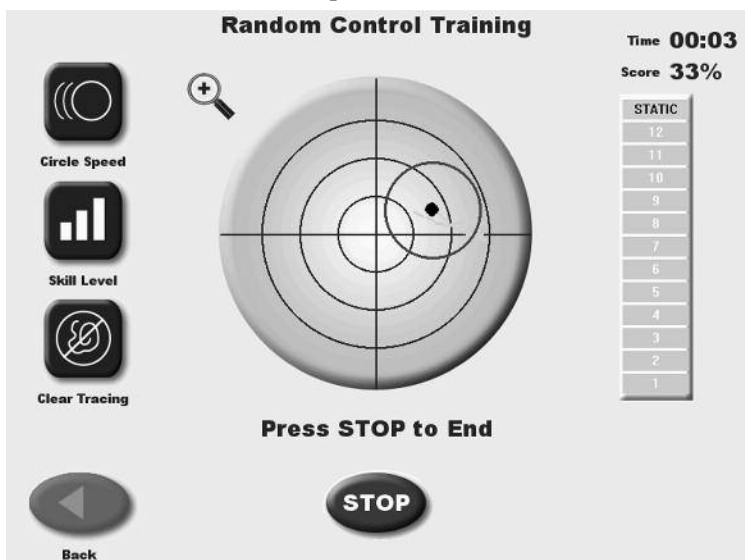 Random Control Training
Time 00:03
Score 33%
Circle Speed
Skill Level
Clear Tracing
STATIC
12
11
10
9
8
7
6
5
4
3
2
1
Press STOP to End
STOP
Back